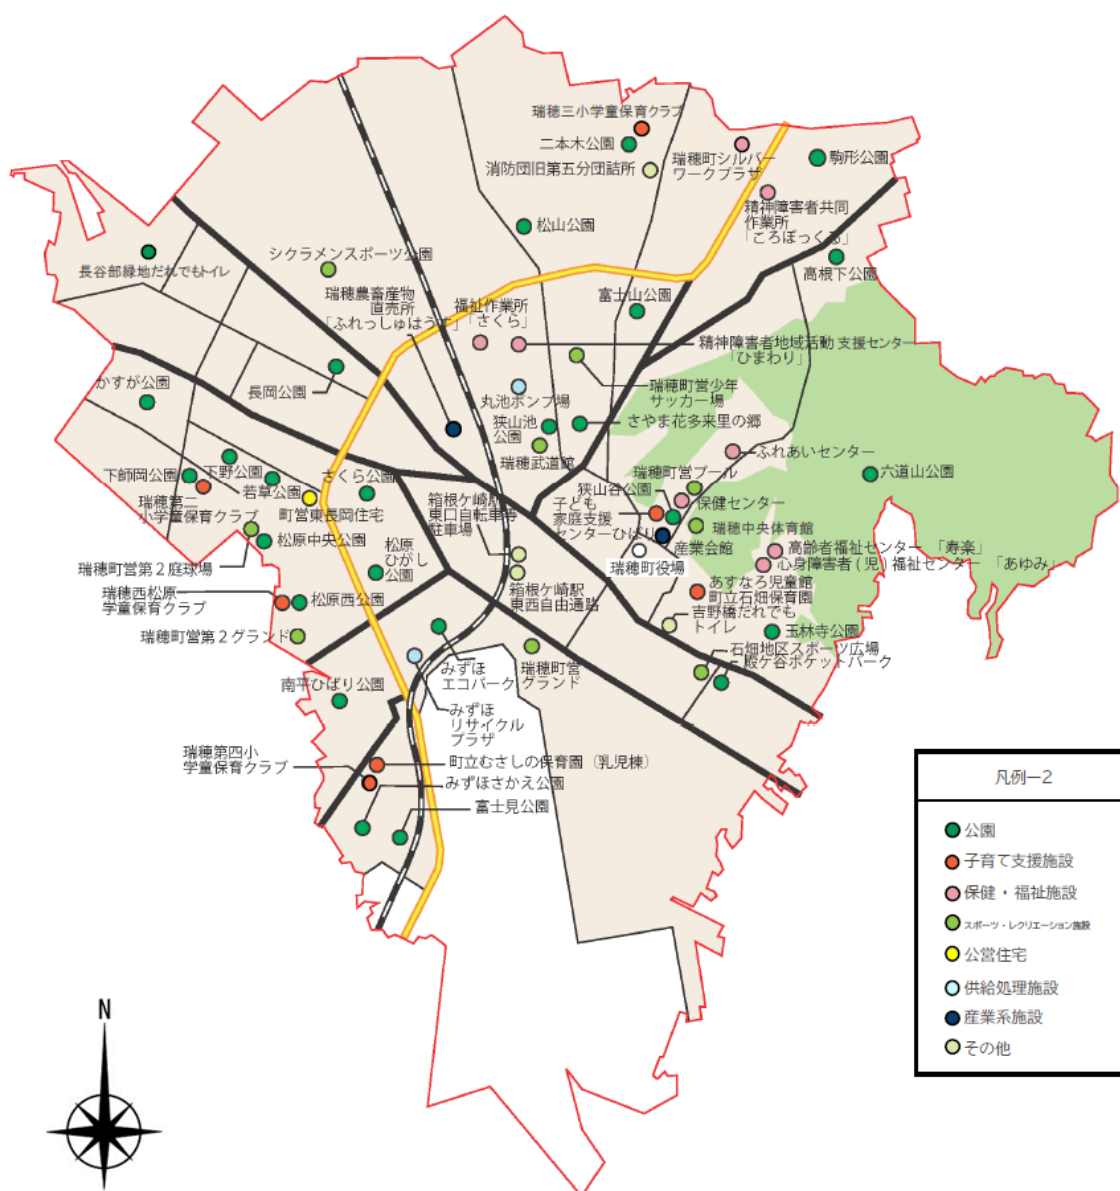 瑞穂三小学童保育クラブ
二本木公園
消防団旧第五分団詰所
瑞穂町シルバー
ワークプラザ
駒形公園
精神障害者共同
作業所
「ころぼっくる」
松山公園
シクラメンスポーツ公園
長谷部緑地だれでもトイレ
高根下公園
瑞穂農畜産物
直売所
「ふれっしゅはうす」
福祉作業所
「さくら」
富士山公園
精神障害者地域活動支援センター
「ひまわり」
かすが公園
長岡公園
丸池ポンプ場
瑞穂町営少年
サッカー場
狭山池
公園
さやま花多来里の郷
瑞穂武道館
ふれあいセンター
下師岡公園
下野公園
若草公園
さくら公園
瑞穂町営プール
六道山公園
瑞穂第二
小学童保育クラブ
町営東長岡住宅
箱根ケ崎駅
東口自転車等
駐車場
狭山谷公園
保健センター
子ども
家庭支援
センターひばり
瑞穂中央体育館
産業会館
松原中央公園
瑞穂町営第2庭球場
松原
ひがし
公園
瑞穂町役場
高齢者福祉センター 「寿楽」
心身障害者(児)福祉センター 「あゆみ」
瑞穂西松原
学童保育クラブ
松原西公園
箱根ケ崎駅
東西自由通路
あすなろ児童館
町立石畑保育園
吉野橋だれでも
トイレ
玉林寺公園
瑞穂町営第2グランド
石畑地区スポーツ広場
殿ケ谷ポケットパーク
みずほ
エコパーク
瑞穂町営
グランド
南平ひばり公園
みずほ
リサイクル
プラザ
瑞穂第四小
学童保育クラブ
町立むさしの保育園（乳児棟）
みずほさかえ公園
富士見公園
凡例ー2
公園
子育て支援施設
保健・福祉施設
スポーツ・レクリエーション施設
公営住宅
供給処理施設
産業系施設
その他
N